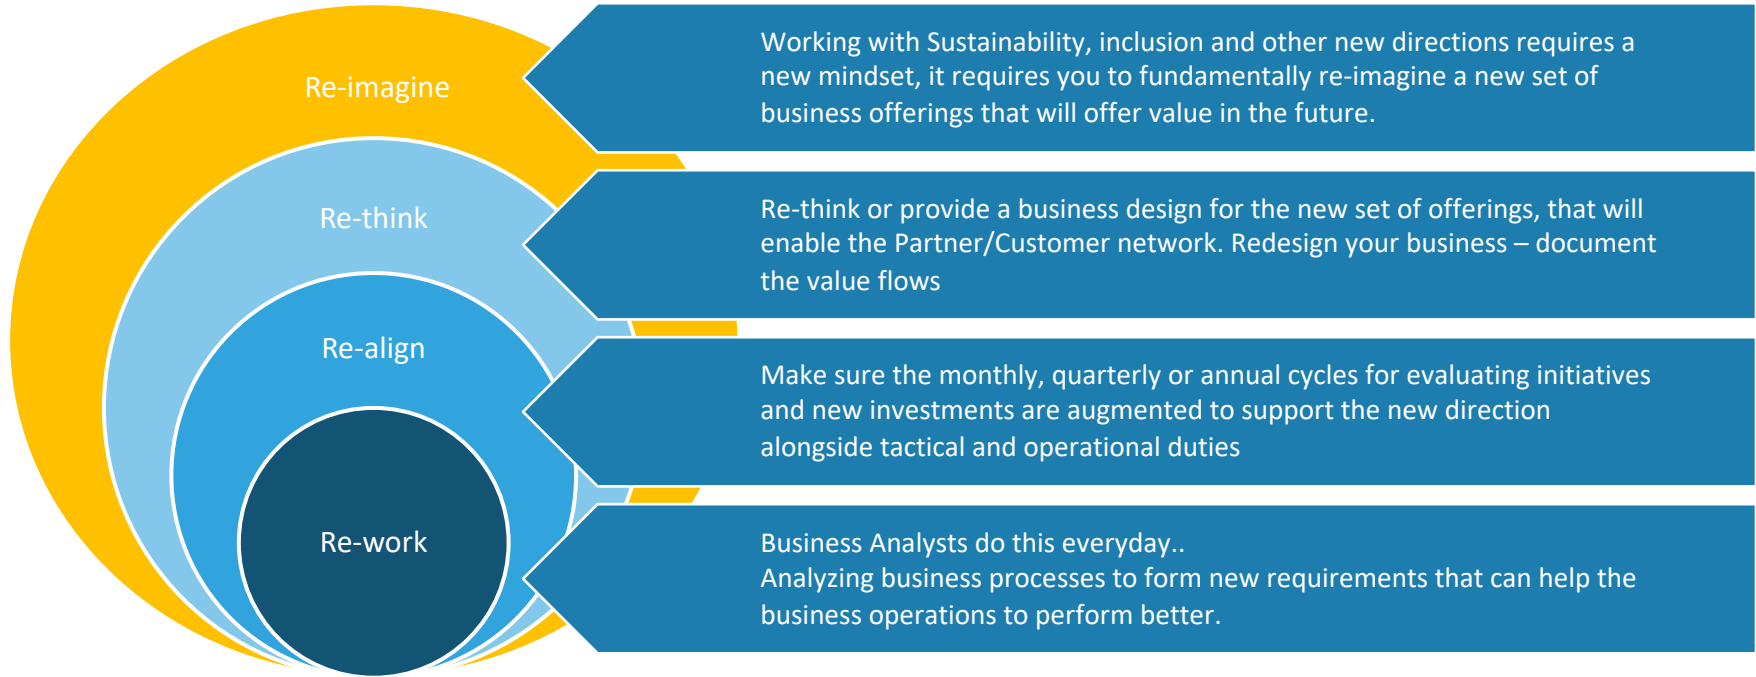 Re-imagine
Working with Sustainability, inclusion and other new directions requires a
new mindset, it requires you to fundamentally re-imagine a new set of
business offerings that will offer value in the future.
Re-think
Re-think or provide a business design for the new set of offerings, that will
enable the Partner/Customer network. Redesign your business – document
the value flows
Re-align
Make sure the monthly, quarterly or annual cycles for evaluating initiatives
and new investments are augmented to support the new direction
alongside tactical and operational duties
Re-work
Business Analysts do this everyday..
Analyzing business processes to form new requirements that can help the
business operations to perform better.